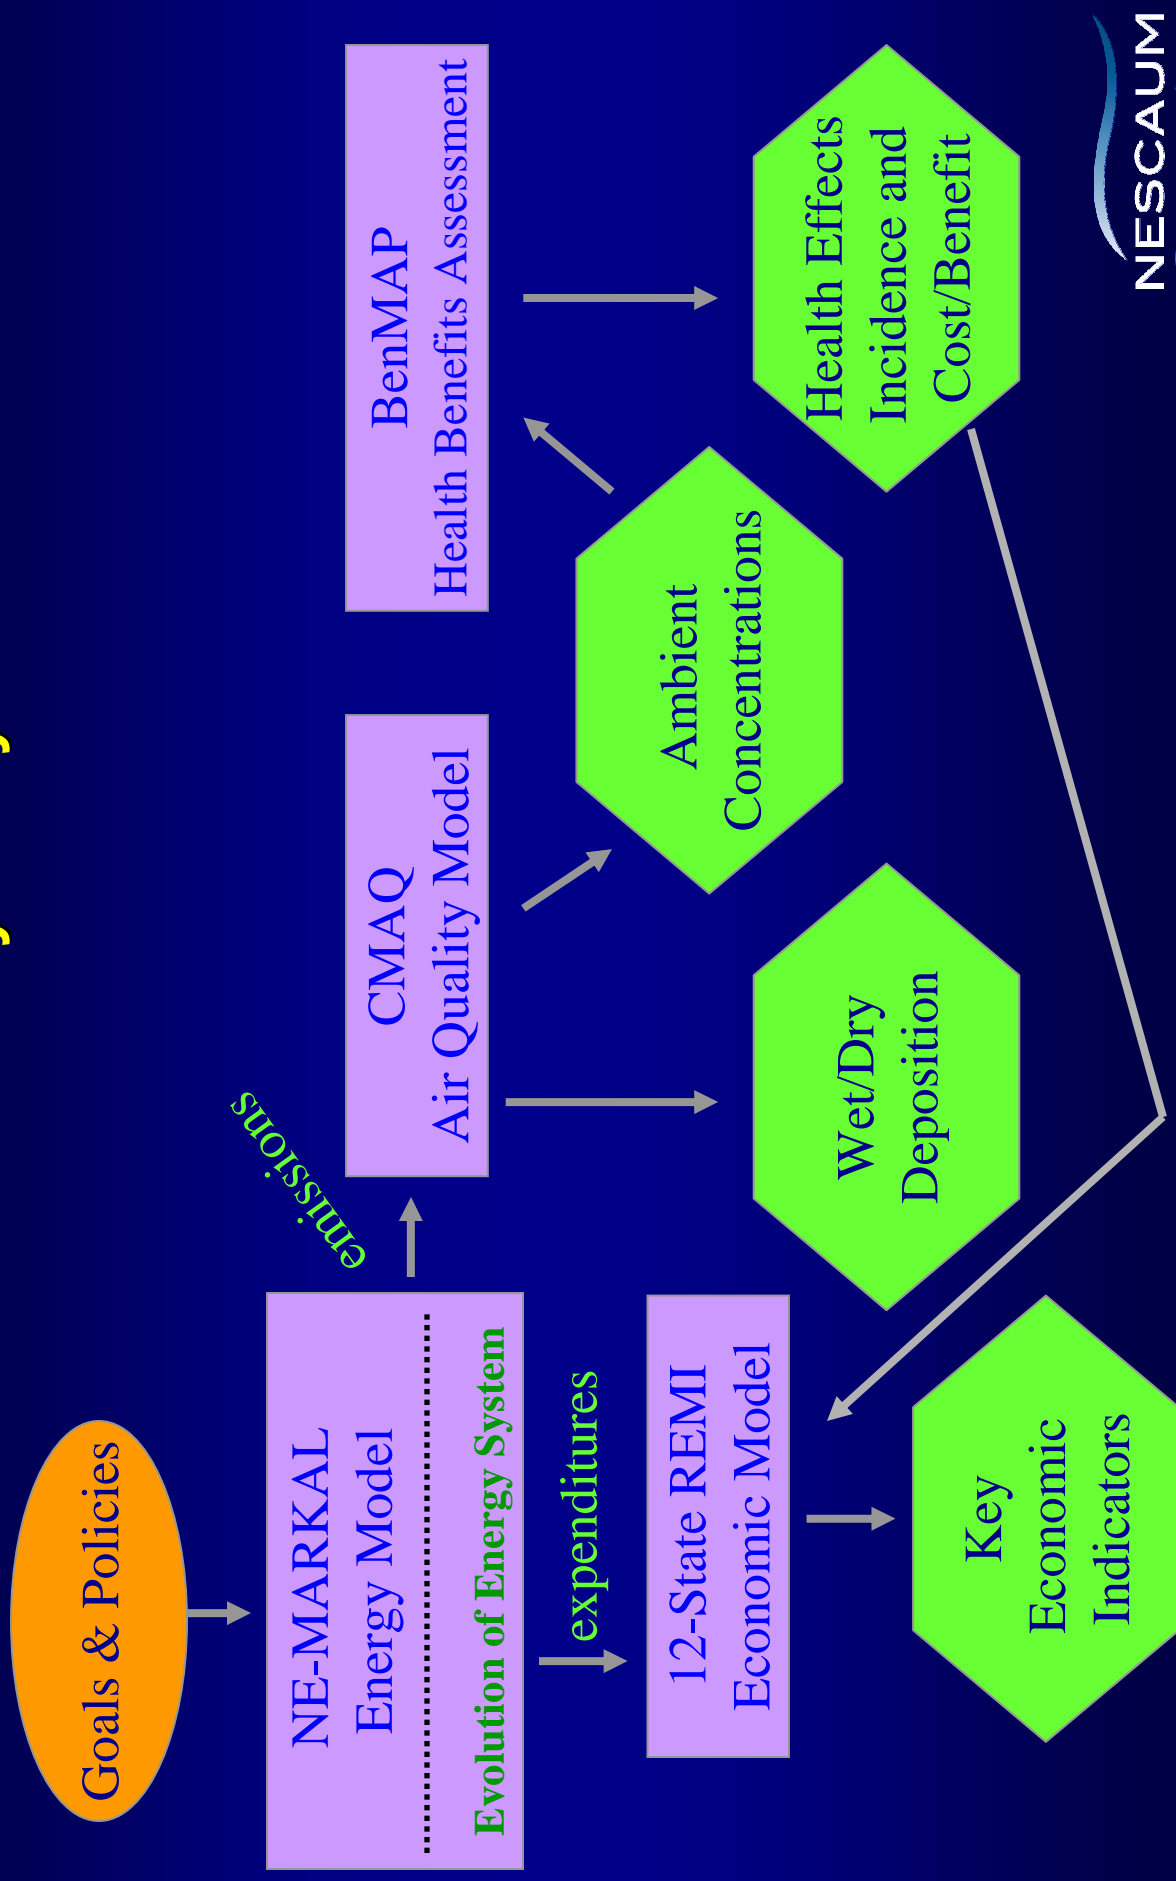 Goals & Policies
NE-MARKAL
Energy Model
Evolution of Energy System
emissions
CMAQ
Air Quality Model
BenMAP
Health Benefits Assessment
expenditures
12-State REMI
Economic Model
Ambient
Concentrations
Wet/Dry
Deposition
Health Effects
Incidence and
Cost/Benefit
Key
Economic
Indicators
NESCAUM